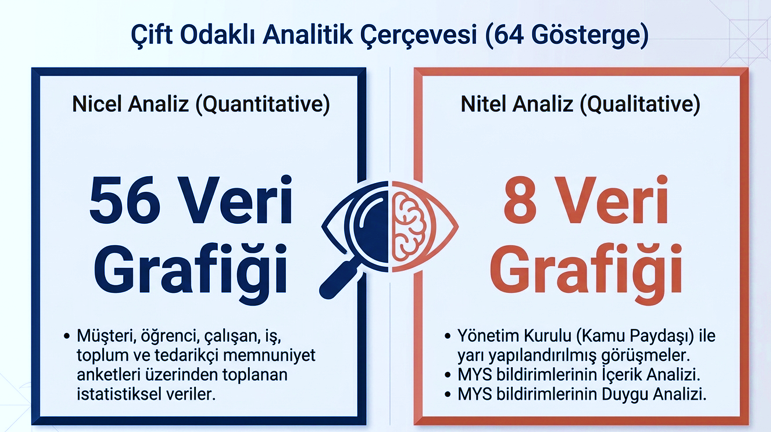 Çift Odaklı Analitik Çerçevesi (64 Gösterge)
Nicel Analiz (Quantitative)
56 Veri
Grafiği
• Müşteri, öğrenci, çalışan, iş,
toplum ve tedarikçi memnuniyet
anketleri üzerinden toplanan
istatistiksel veriler.
Nitel Analiz (Qualitative)
8 Veri
Grafiği
• Yönetim Kurulu (Kamu Paydaşı) ile
yarı yapılandırılmış görüşmeler.
• MYS bildirimlerinin İçerik Analizi.
• MYS bildirimlerinin Duygu Analizi.